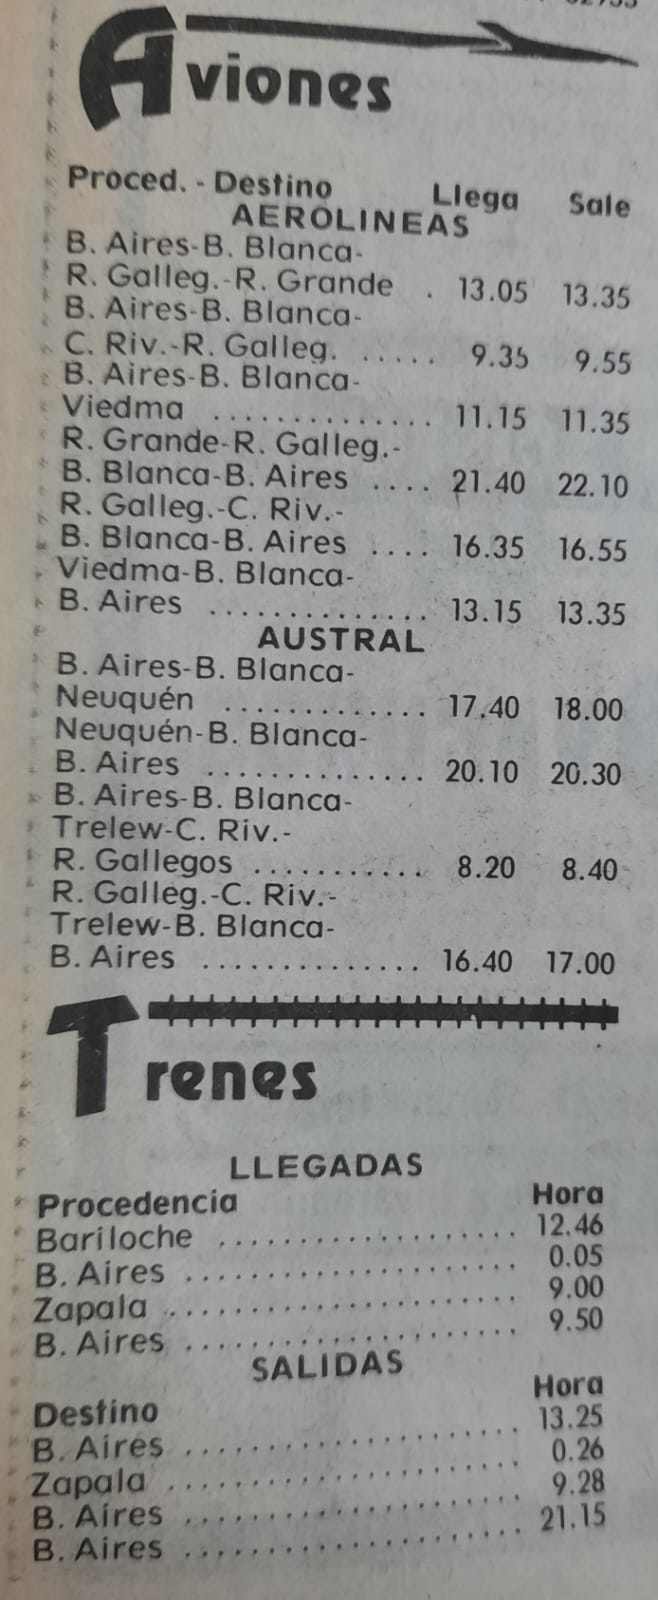 Aviones
Proced. - Destino Llega Sale
AEROLINEAS
B. Aires-B. Blanca-
R. Galleg.-R. Grande . 13.05 13.35
B. Aires-B. Blanca-
C. Riv.-R. Galleg. ..... 9.35 9.55
B. Aires-B. Blanca-
Viedma .............. 11.15 11.35
R. Grande-R. Galleg.-
B. Blanca-B. Aires .... 21.40 22.10
R. Galleg.-C. Riv.-
B. Blanca-B. Aires .... 16.35 16.55
Viedma-B. Blanca-
B. Aires .............. 13.15 13.35
AUSTRAL
B. Aires-B. Blanca-
Neuquén ............. 17.40 18.00
Neuquén-B. Blanca-
B. Aires .............. 20.10 20.30
B. Aires-B. Blanca-
Trelew-C. Riv.-
R. Gallegos ........... 8.20 8.40
R. Galleg.-C. Riv.-
Trelew-B. Blanca-
B. Aires .............. 16.40 17.00
Trenes
LLEGADAS
Procedencia Hora
Bariloche .................... 12.46
B. Aires ...................... 0.05
Zapala ....................... 9.00
B. Aires ...................... 9.50
SALIDAS
Destino Hora
B. Aires ...................... 13.25
Zapala ....................... 0.26
B. Aires ...................... 9.28
B. Aires ...................... 21.15